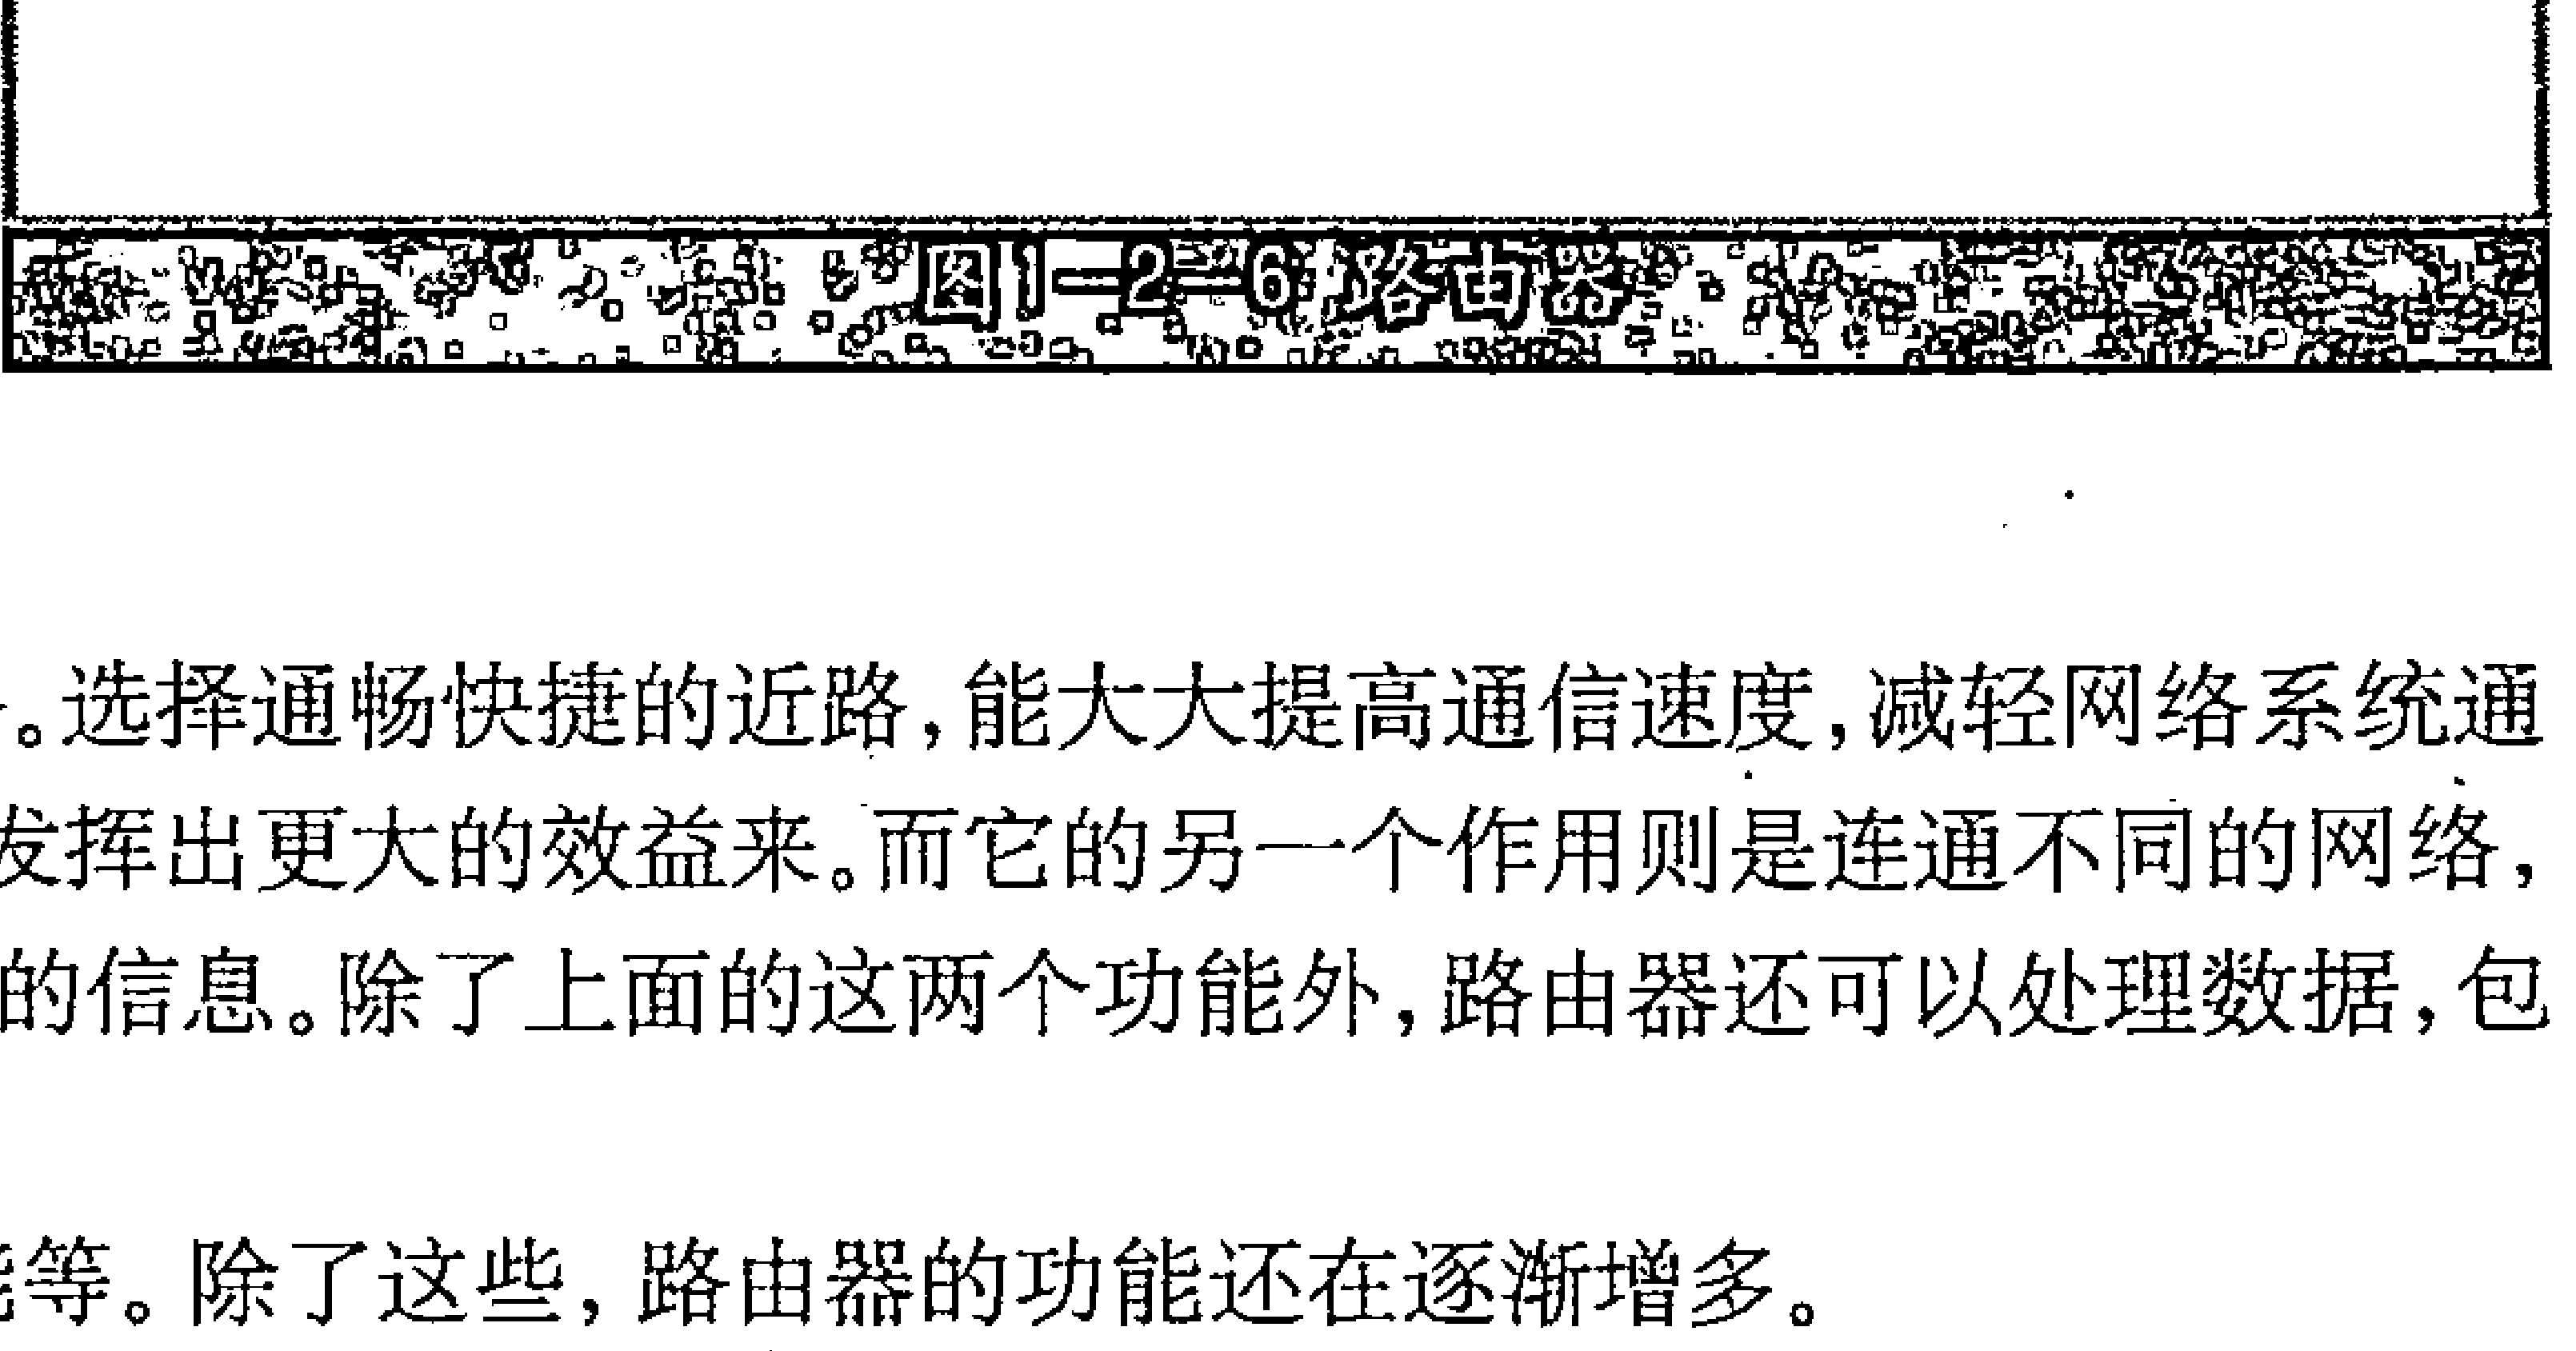 图1—2—6 路由器
。选择通畅快捷的近路,能大大提高通信速度,减轻网络系统通
发挥出更大的效益来。而它的另一个作用则是连通不同的网络,
的信息。除了上面的这两个功能外,路由器还可以处理数据,包
等。除了这些,路由器的功能还在逐渐增多。